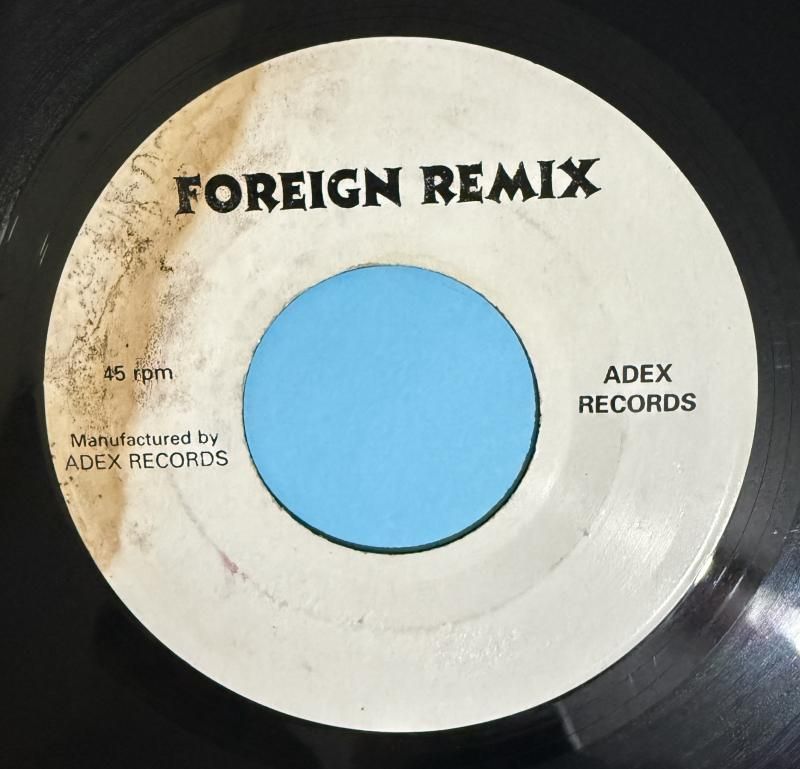 FOREIGN REMIX
45 rpm
Manufactured by
ADEX RECORDS
ADEX
RECORDS